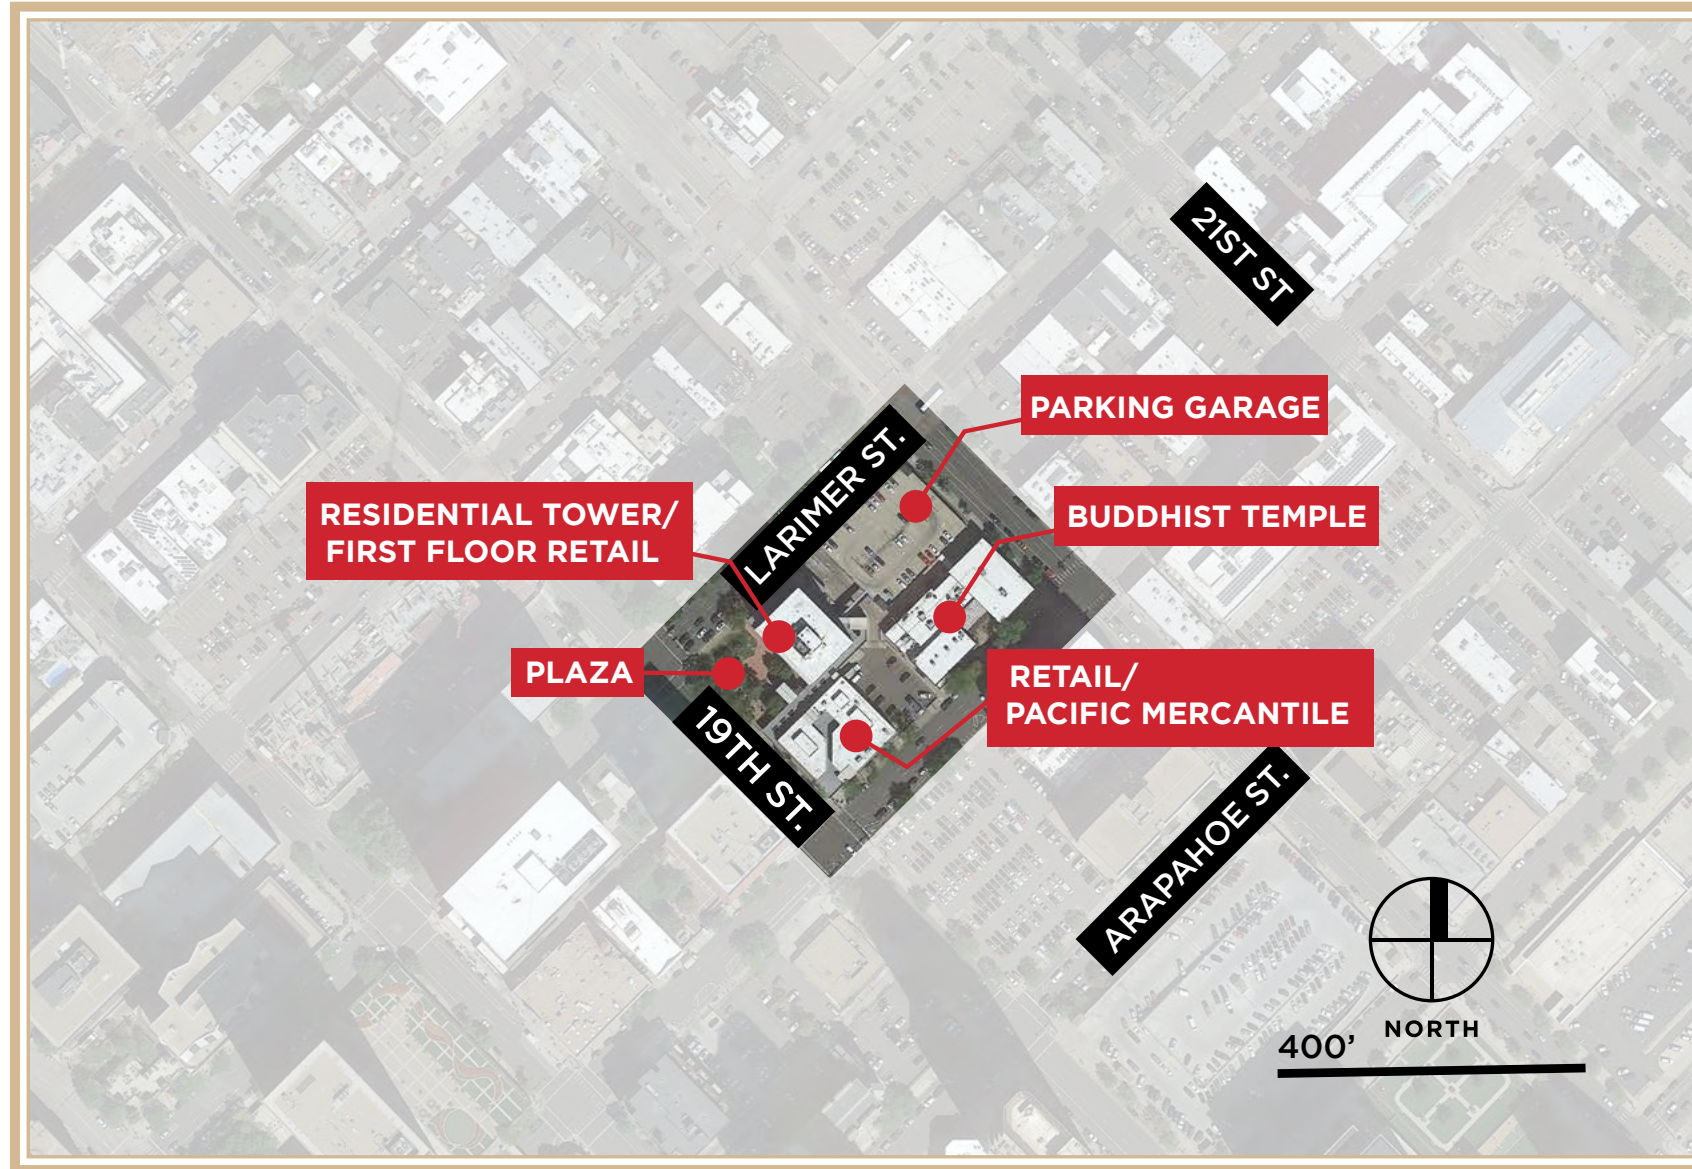 21ST ST
PARKING GARAGE
LARIMER ST.
RESIDENTIAL TOWER/
FIRST FLOOR RETAIL
BUDDHIST TEMPLE
PLAZA
RETAIL/
PACIFIC MERCANTILE
19TH ST.
ARAPAHOE ST.
NORTH
400’